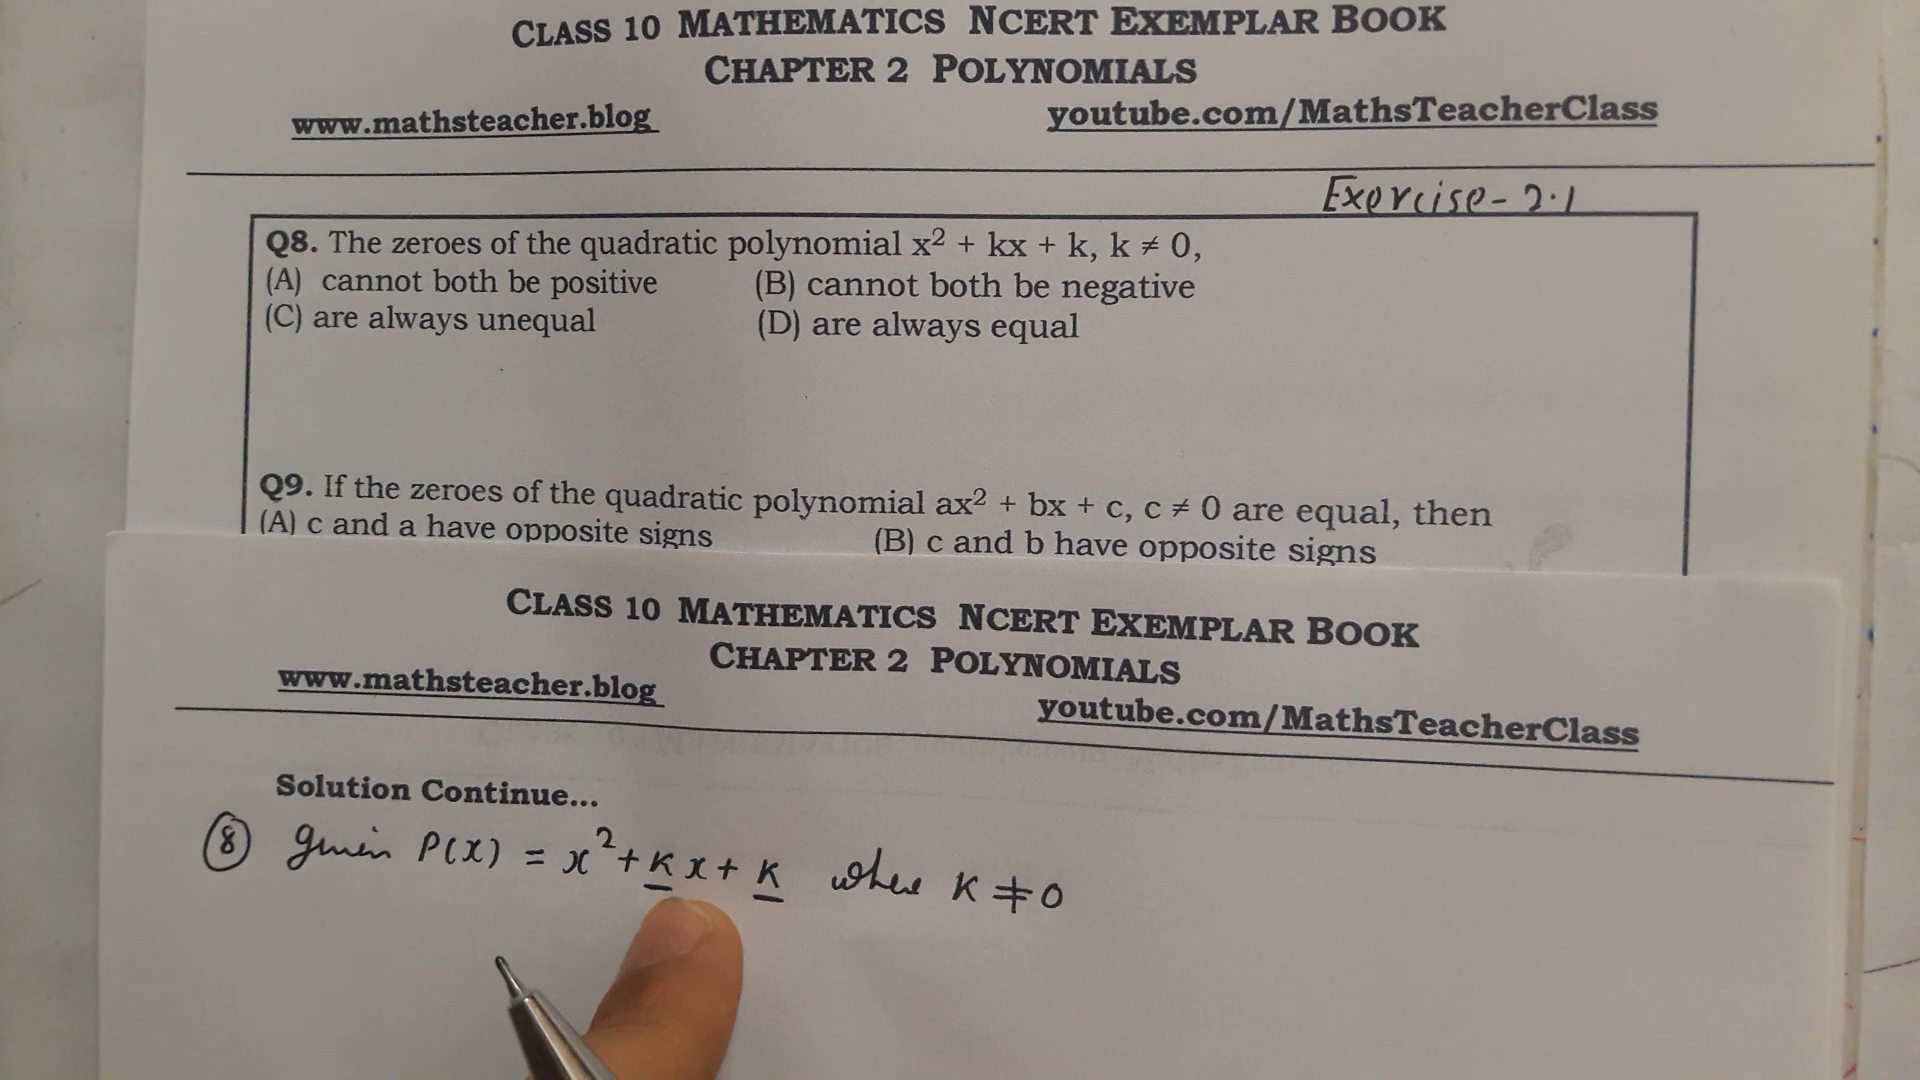 CLASS 10 MATHEMATICS NCERT EXEMPLAR BOOK
CHAPTER 2 POLYNOMIALS
www.mathsteacher.blog youtube.com/MathsTeacherClass
Exercise - 2.1
Q8. The zeroes of the quadratic polynomial x² + kx + k, k ≠ 0,
(A) cannot both be positive (B) cannot both be negative
(C) are always unequal (D) are always equal
Q9. If the zeroes of the quadratic polynomial ax² + bx + c, c ≠ 0 are equal, then
(A) c and a have opposite signs (B) c and b have opposite signs
CLASS 10 MATHEMATICS NCERT EXEMPLAR BOOK
CHAPTER 2 POLYNOMIALS
www.mathsteacher.blog youtube.com/MathsTeacherClass
Solution Continue...
8 given P(x) = x² + kx + k where k ≠ 0